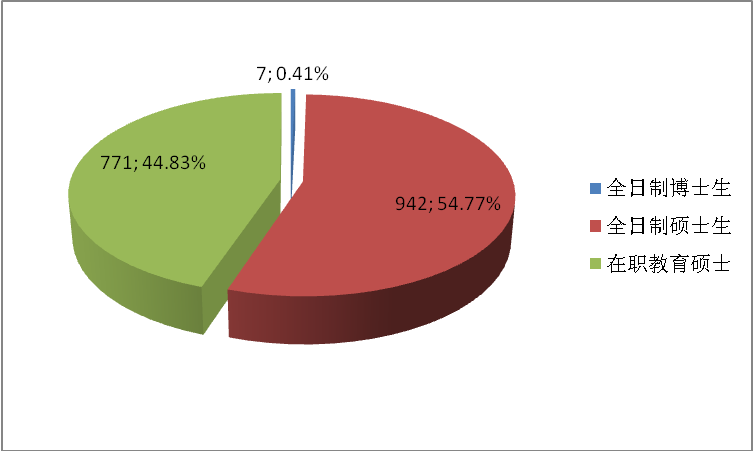 7; 0.41%
771; 44.83%
942; 54.77%
全日制博士生
全日制硕士生
在职教育硕士